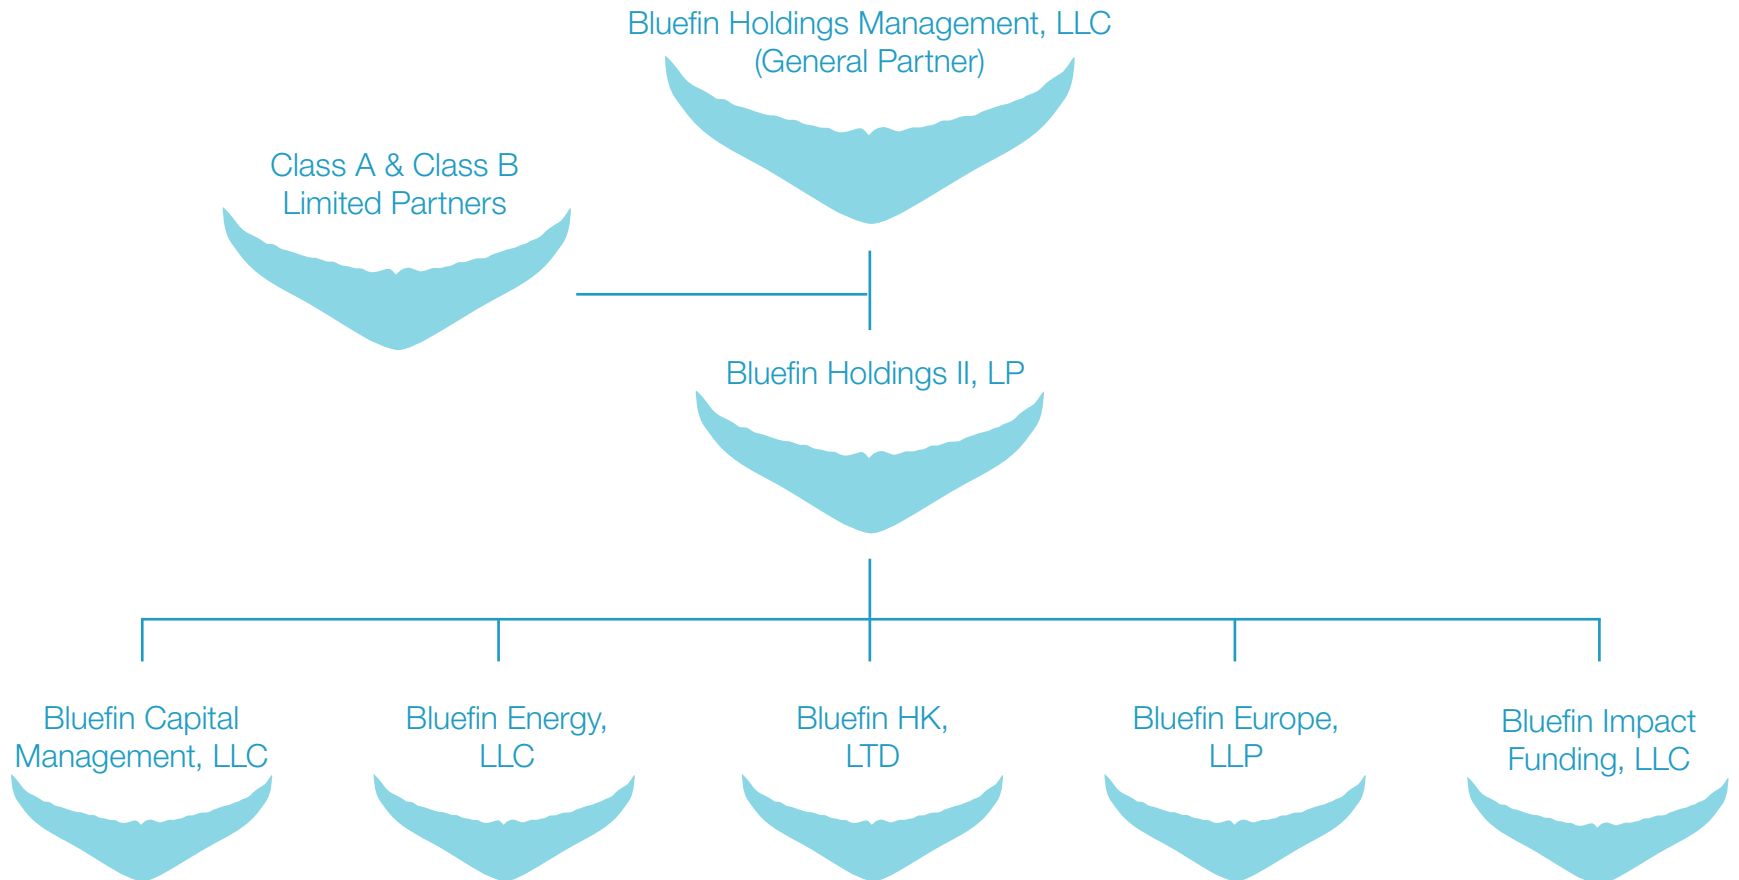 Bluefin Holdings Management, LLC
(General Partner)
Class A & Class B
Limited Partners
Bluefin Holdings II, LP
Bluefin Capital
Management, LLC
Bluefin Energy,
LLC
Bluefin HK,
LTD
Bluefin Europe,
LLP
Bluefin Impact
Funding, LLC